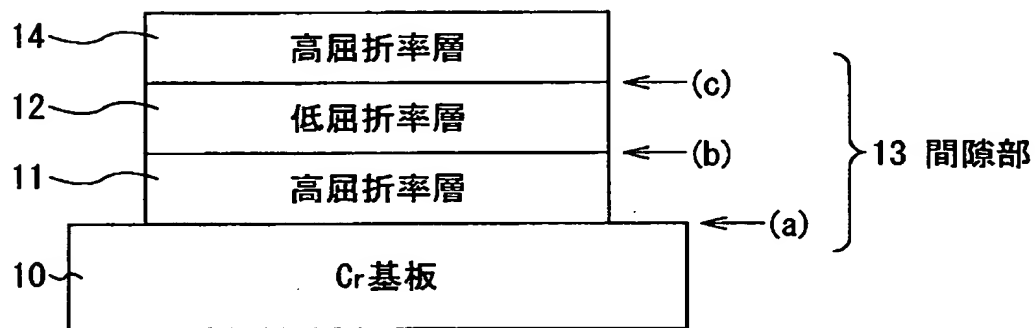 14 高屈折率層
(c)
12 低屈折率層
(b)
13 間隙部
11 高屈折率層
(a)
10 Cr基板